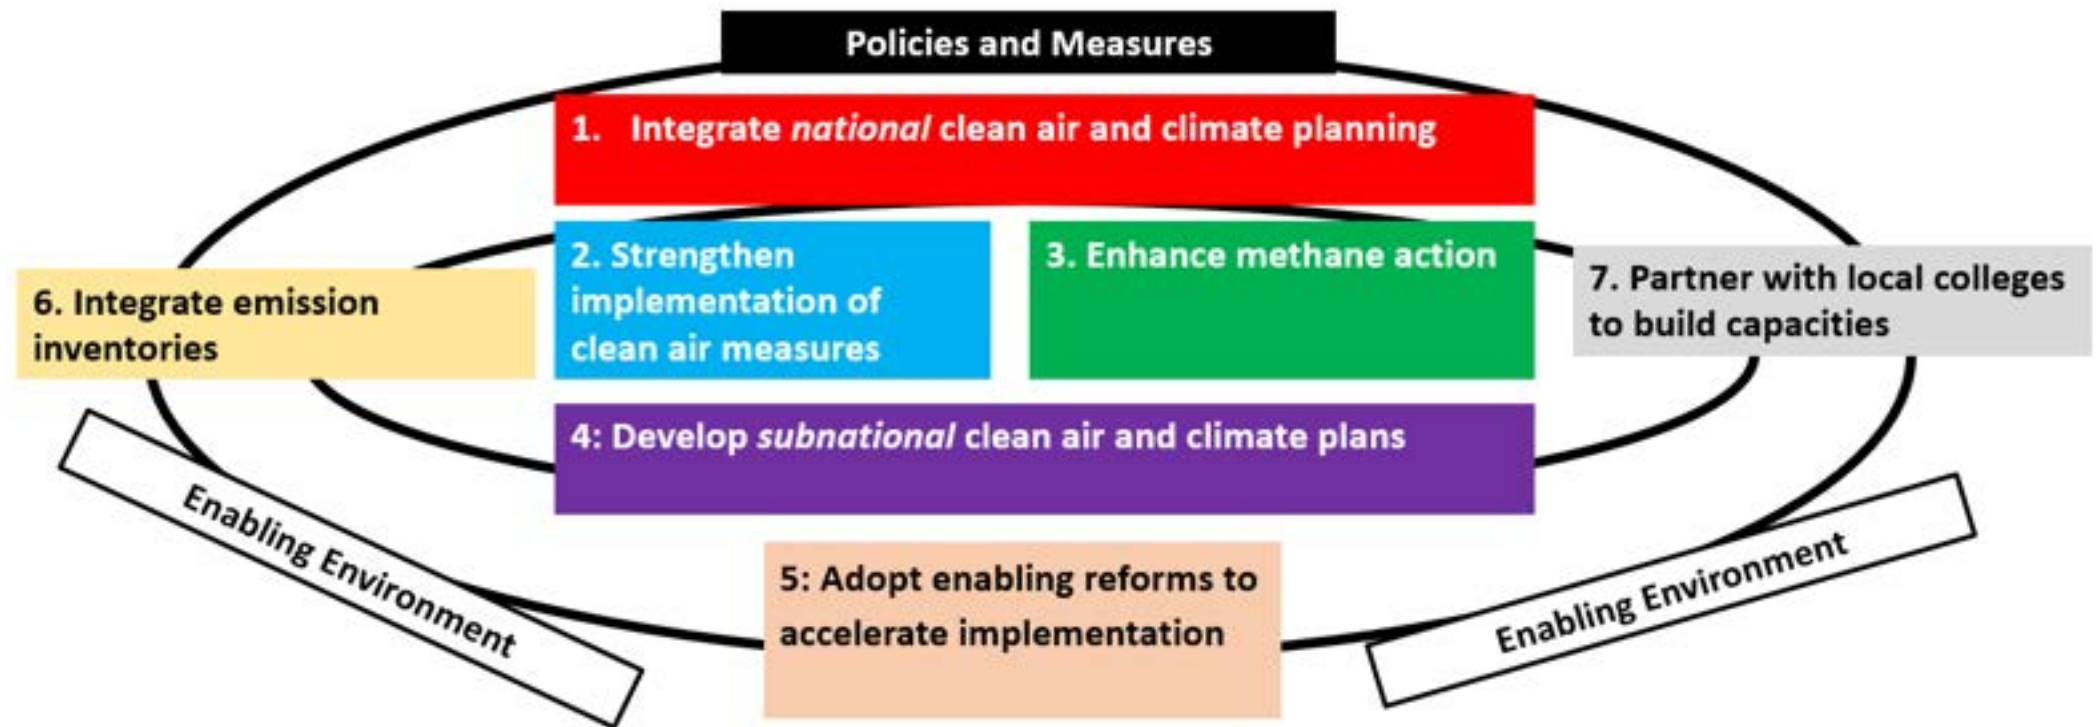 Policies and Measures
1. Integrate national clean air and climate planning
2. Strengthen
implementation of
clean air measures
3. Enhance methane action
6. Integrate emission
inventories
7. Partner with local colleges
to build capacities
4: Develop subnational clean air and climate plans
Enabling Environment
5: Adopt enabling reforms to
accelerate implementation
Enabling Environment